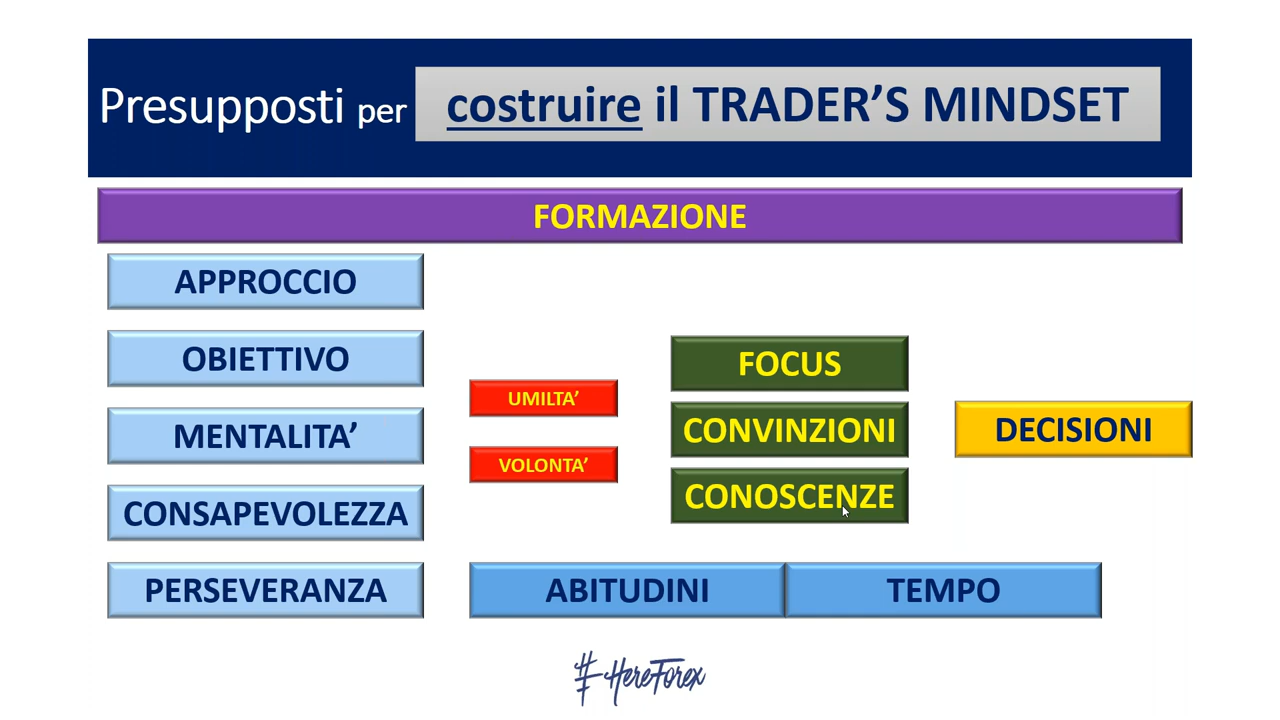 Presupposti per costruire il TRADER’S MINDSET
FORMAZIONE
APPROCCIO
OBIETTIVO
MENTALITA’
CONSAPEVOLEZZA
PERSEVERANZA
UMILTA’
VOLONTA’
FOCUS
CONVINZIONI
CONOSCENZE
DECISIONI
ABITUDINI
TEMPO
#HereForex